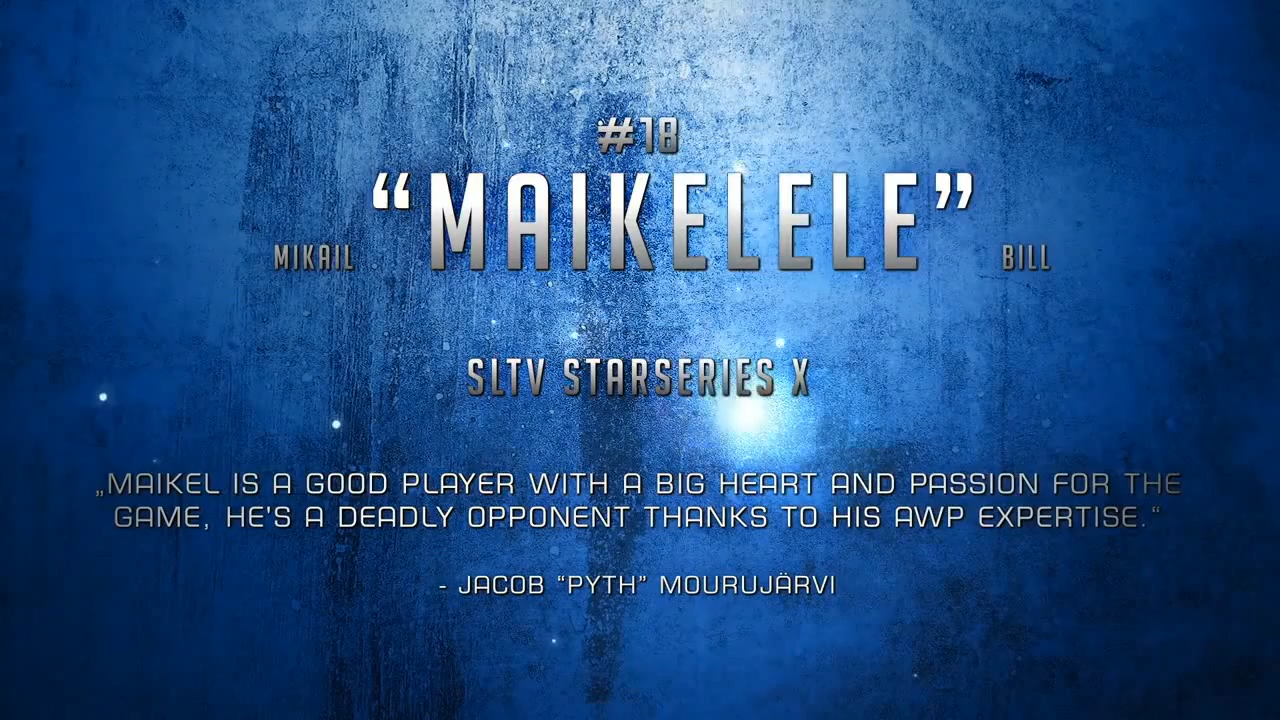 #18
MIKAIL “MAIKELELE” BILL
SLTV STARSERIES X
„MAIKEL IS A GOOD PLAYER WITH A BIG HEART AND PASSION FOR THE
GAME, HE'S A DEADLY OPPONENT THANKS TO HIS AWP EXPERTISE.“
- JACOB “PYTH” MOURUJÄRVI